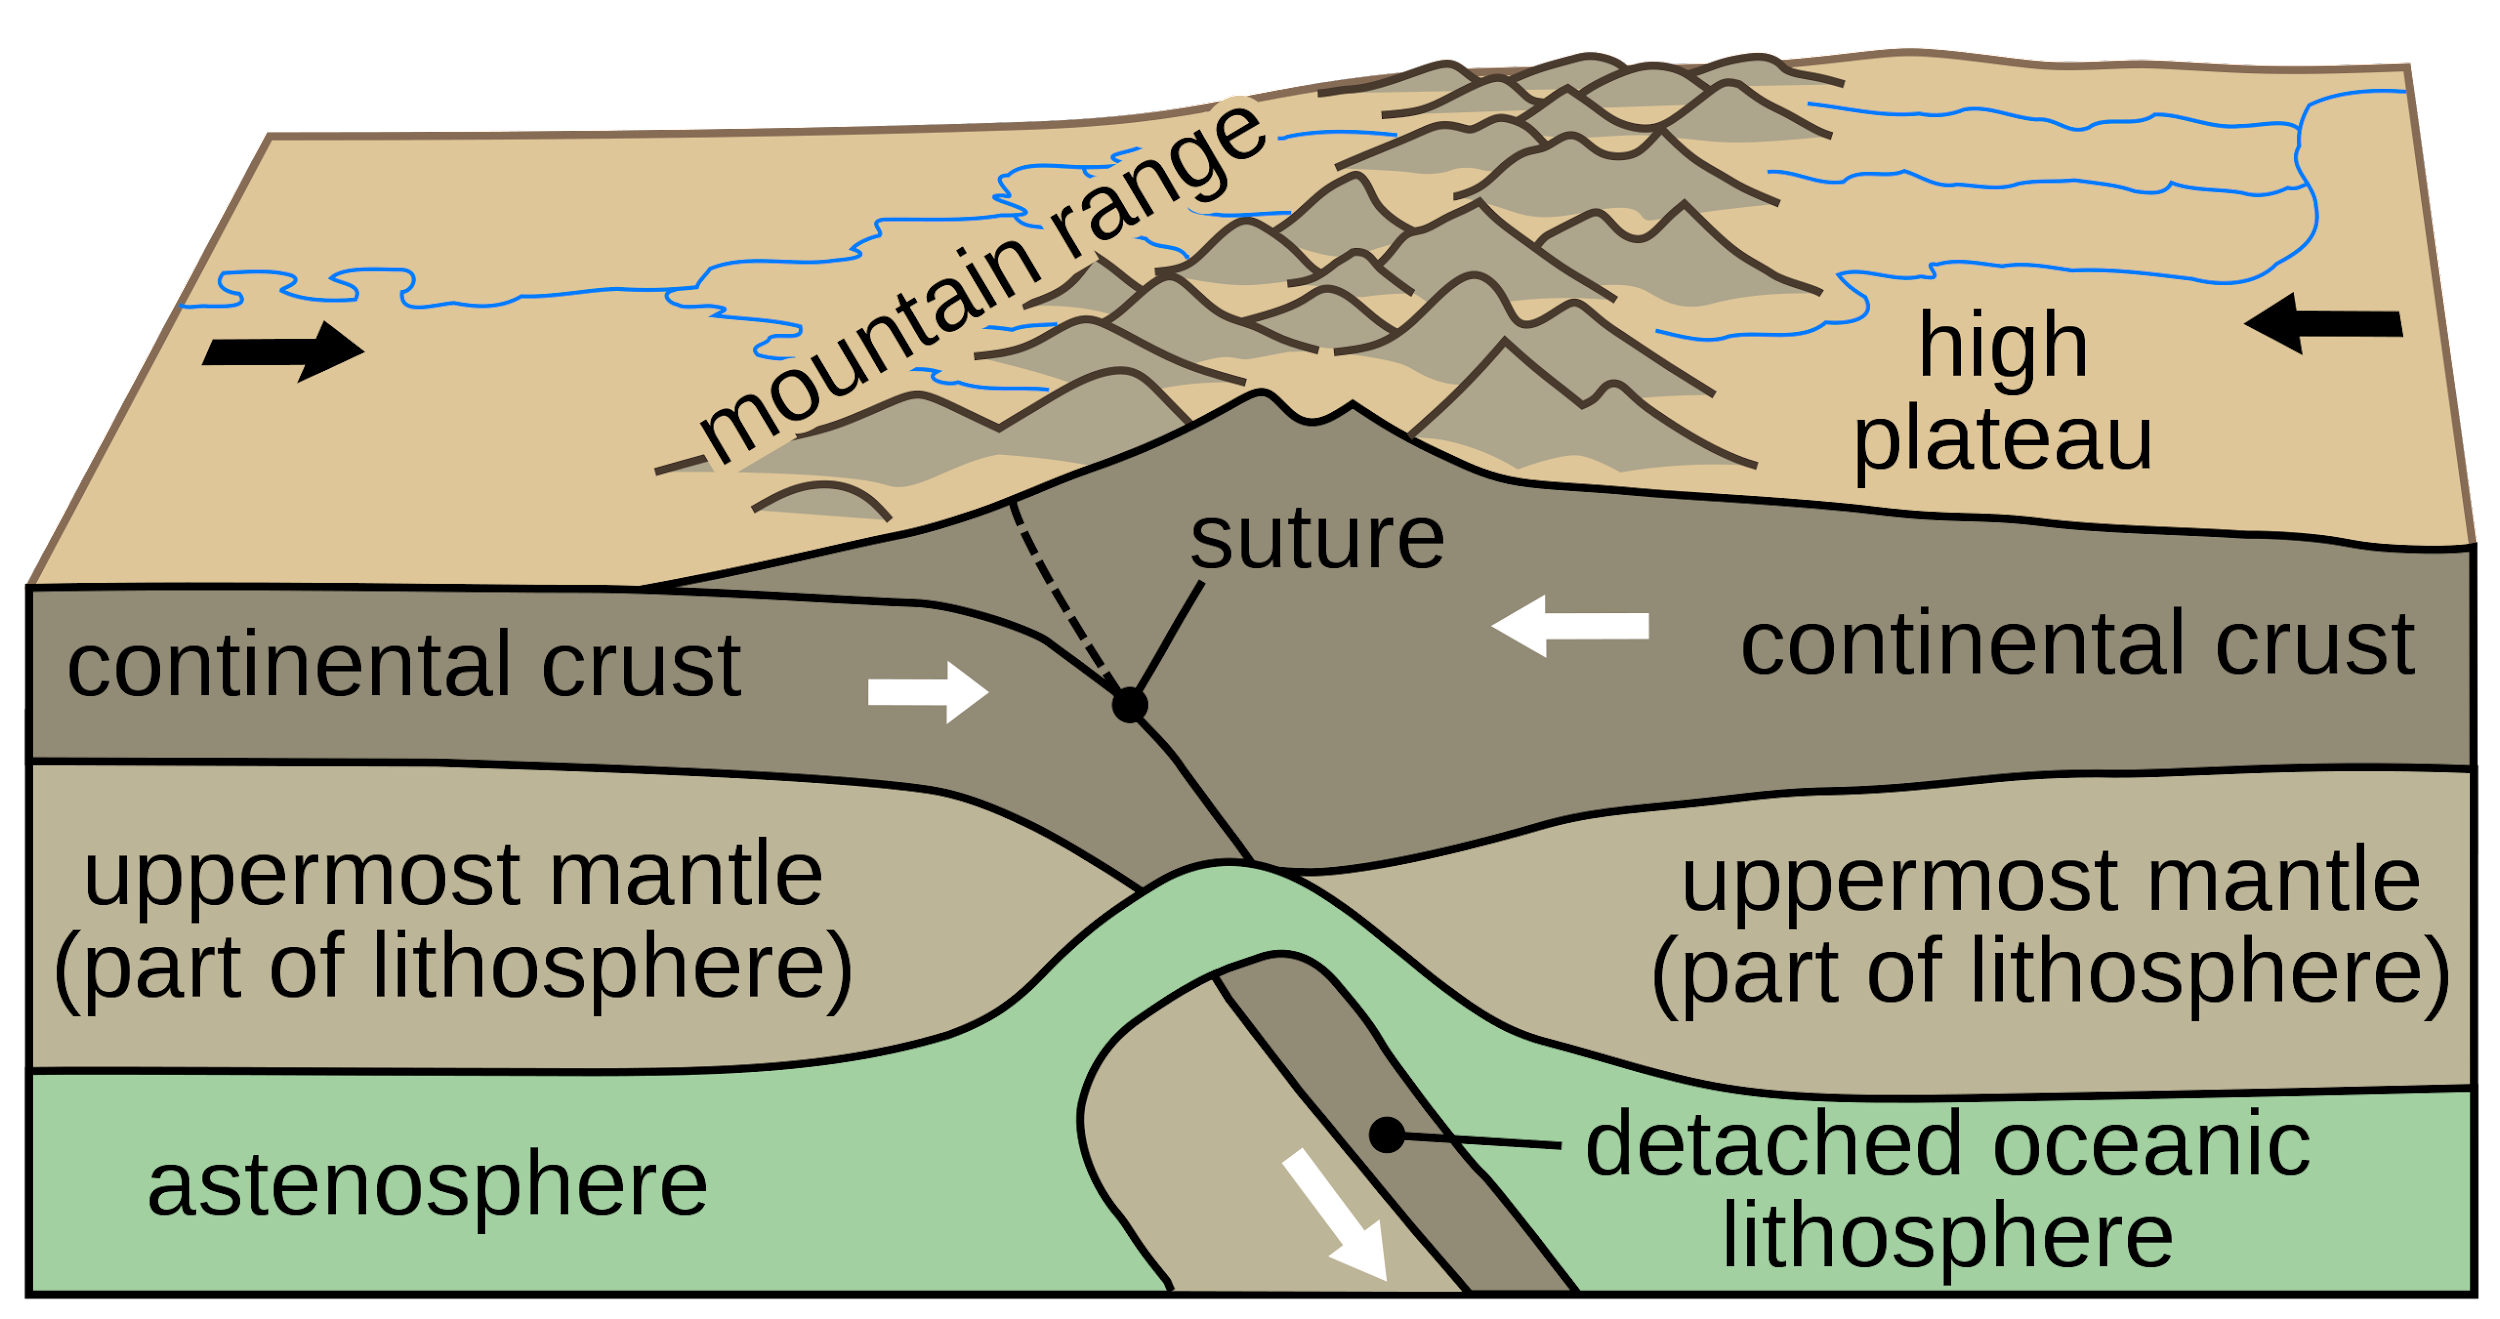 mountain range
high
plateau
suture
continental crust
continental crust
uppermost mantle
(part of lithosphere)
uppermost mantle
(part of lithosphere)
astenosphere
detached oceanic
lithosphere